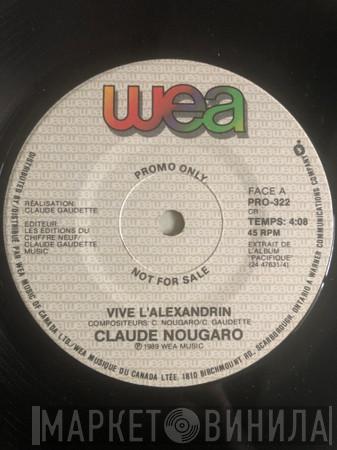 wea
PROMO ONLY
RÉALISATION:
CLAUDE GAUDETTE
EDITEUR:
LES EDITIONS DU
CHIFFRE NEUF/
CLAUDE GAUDETTE
MUSIC
FACE A
PRO-322
CR
TEMPS: 4:08
45 RPM
EXTRAIT DE
L'ALBUM
"PACIFIQUE"
(24 47631/4)
NOT FOR SALE
VIVE L'ALEXANDRIN
COMPOSITEURS: C. NOUGARO/C. GAUDETTE
CLAUDE NOUGARO
℗ 1989 WEA MUSIC
DISTRIBUTED BY/DISTRIBUE PAR WEA MUSIC OF CANADA LTD./WEA MUSIQUE DU CANADA LTÉE, 1810 BIRCHMOUNT RD., SCARBOROUGH, ONTARIO A WARNER COMMUNICATIONS COMPANY
МАРКЕТ ВИНИЛА